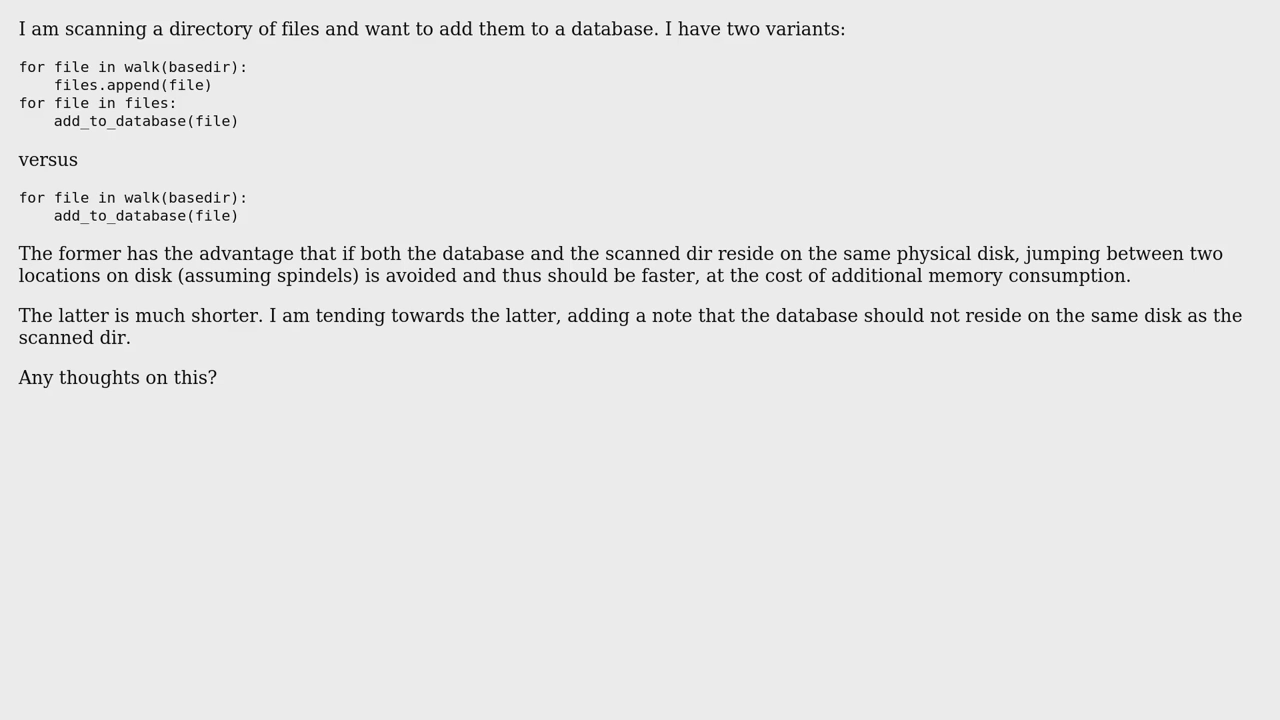 I am scanning a directory of files and want to add them to a database. I have two variants:
for file in walk(basedir):
    files.append(file)
for file in files:
    add_to_database(file)
versus
for file in walk(basedir):
    add_to_database(file)
The former has the advantage that if both the database and the scanned dir reside on the same physical disk, jumping between two
locations on disk (assuming spindels) is avoided and thus should be faster, at the cost of additional memory consumption.
The latter is much shorter. I am tending towards the latter, adding a note that the database should not reside on the same disk as the
scanned dir.
Any thoughts on this?